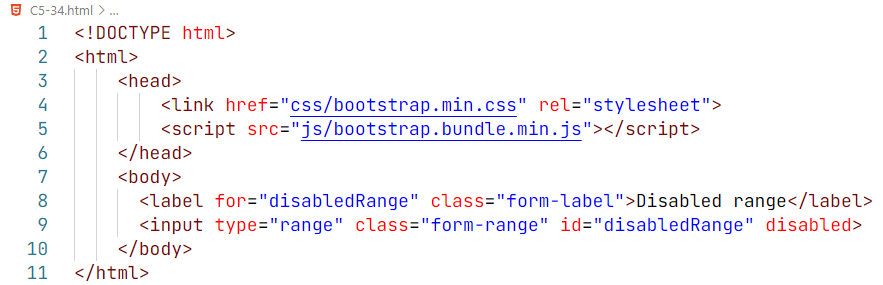 C5-34.html > ...
1 <!DOCTYPE html>
2 <html>
3     <head>
4         <link href="css/bootstrap.min.css" rel="stylesheet">
5         <script src="js/bootstrap.bundle.min.js"></script>
6     </head>
7     <body>
8       <label for="disabledRange" class="form-label">Disabled range</label>
9       <input type="range" class="form-range" id="disabledRange" disabled>
10     </body>
11 </html>